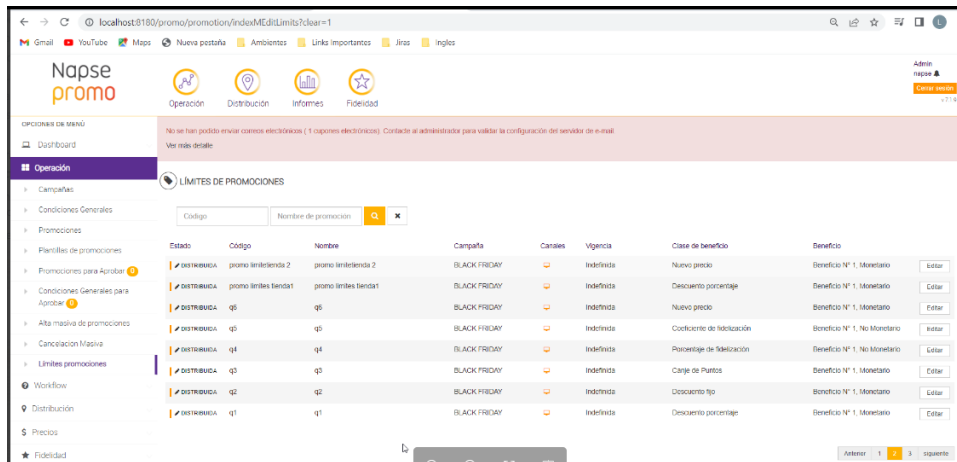 localhost:8180/promo/promotion/indexMEditLimits?clear=1
L
Gmail YouTube Maps Nueva pestaña Ambientes Links Importantes Jiras Ingles
Napse
promo
Operación Distribución Informes Fidelidad
Admin
napse
Cerrar sesión
OPCIONES DE MENÚ
Dashboard
Operación
Campañas
Condiciones Generales
Promociones
Plantillas de promociones
Promociones para Aprobar 0
Condiciones Generales para
Aprobar 0
Alta masiva de promociones
Cancelacion Masiva
Límites promociones
Workflow
Distribución
$ Precios
Fidelidad
No se han podido enviar correos electrónicos ( 1 cupones electrónicos). Contacte al administrador para validar la configuración del servidor de e-mail.
Ver más detalle
LÍMITES DE PROMOCIONES
Código Nombre de promoción
Estado Código Nombre Campaña Canales Vigencia Clase de beneficio Beneficio
DISTRIBUIDA promo limitetienda 2 promo limitetienda 2 BLACK FRIDAY Indefinida Nuevo precio Beneficio N° 1, Monetario Editar
DISTRIBUIDA promo limites tienda1 promo limites tienda1 BLACK FRIDAY Indefinida Descuento porcentaje Beneficio N° 1, Monetario Editar
DISTRIBUIDA q6 q6 BLACK FRIDAY Indefinida Nuevo precio Beneficio N° 1, Monetario Editar
DISTRIBUIDA q5 q5 BLACK FRIDAY Indefinida Coeficiente de fidelización Beneficio N° 1, No Monetario Editar
DISTRIBUIDA q4 q4 BLACK FRIDAY Indefinida Porcentaje de fidelización Beneficio N° 1, No Monetario Editar
DISTRIBUIDA q3 q3 BLACK FRIDAY Indefinida Canje de Puntos Beneficio N° 1, Monetario Editar
DISTRIBUIDA q2 q2 BLACK FRIDAY Indefinida Descuento fijo Beneficio N° 1, Monetario Editar
DISTRIBUIDA q1 q1 BLACK FRIDAY Indefinida Descuento porcentaje Beneficio N° 1, Monetario Editar
Anterior 1 2 3 siguiente